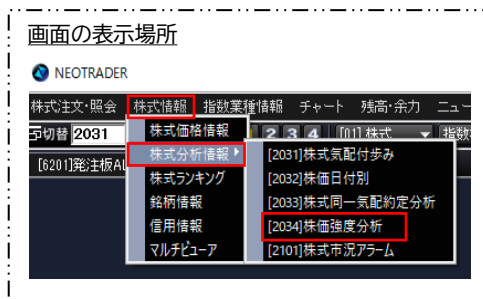 画面の表示場所
NEOTRADER
株式注文・照会 株式情報 指数業種情報 チャート 残高・余力 ニュー
切替 2031 株式価格情報 2 3 4 [01]株式 指数
[6201]発注板AL 株式分析情報 [2031]株式気配付歩み
株式ランキング [2032]株価日付別
銘柄情報 [2033]株式同一気配約定分析
信用情報 [2034]株価強度分析
マルチビューア [2101]株式市況アラーム